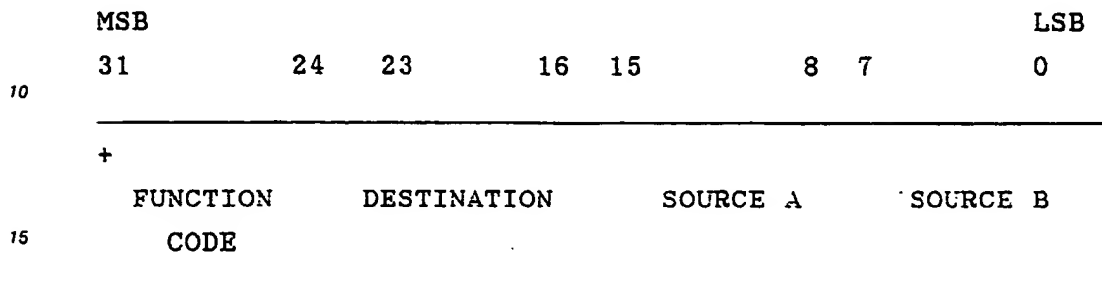 MSB LSB
31 24 23 16 15 8 7 0
10
+
FUNCTION DESTINATION SOURCE A SOURCE B
15 CODE